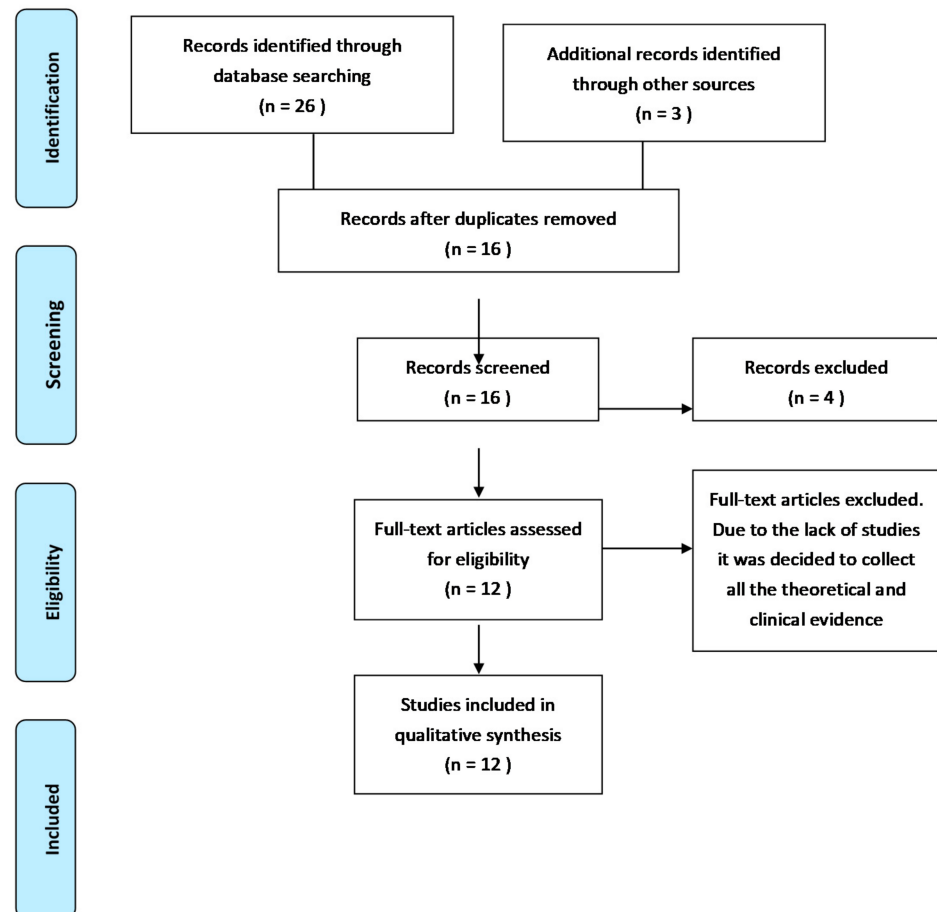 Identification
Records identified through
database searching
(n = 26 )
Additional records identified
through other sources
(n = 3 )
Records after duplicates removed
(n = 16 )
Screening
Records screened
(n = 16 )
Records excluded
(n = 4 )
Eligibility
Full-text articles assessed
for eligibility
(n = 12 )
Full-text articles excluded.
Due to the lack of studies
it was decided to collect
all the theoretical and
clinical evidence
Studies included in
qualitative synthesis
(n = 12 )
Included